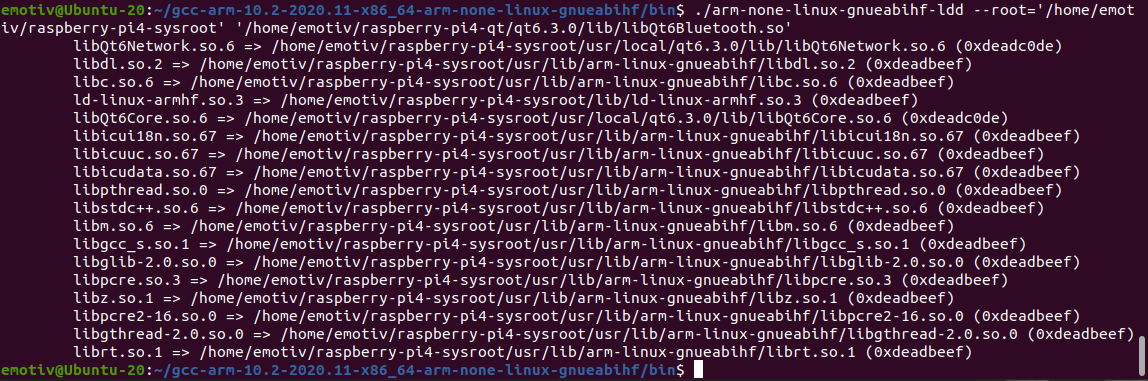 emotiv@Ubuntu-20:~/gcc-arm-10.2-2020.11-x86_64-arm-none-linux-gnueabihf/bin$ ./arm-none-linux-gnueabihf-ldd --root='/home/emot
iv/raspberry-pi4-sysroot' '/home/emotiv/raspberry-pi4-qt/qt6.3.0/lib/libQt6Bluetooth.so'
libQt6Network.so.6 => /home/emotiv/raspberry-pi4-sysroot/usr/local/qt6.3.0/lib/libQt6Network.so.6 (0xdeadc0de)
libdl.so.2 => /home/emotiv/raspberry-pi4-sysroot/usr/lib/arm-linux-gnueabihf/libdl.so.2 (0xdeadbeef)
libc.so.6 => /home/emotiv/raspberry-pi4-sysroot/usr/lib/arm-linux-gnueabihf/libc.so.6 (0xdeadbeef)
ld-linux-armhf.so.3 => /home/emotiv/raspberry-pi4-sysroot/lib/ld-linux-armhf.so.3 (0xdeadbeef)
libQt6Core.so.6 => /home/emotiv/raspberry-pi4-sysroot/usr/local/qt6.3.0/lib/libQt6Core.so.6 (0xdeadc0de)
libicui18n.so.67 => /home/emotiv/raspberry-pi4-sysroot/usr/lib/arm-linux-gnueabihf/libicui18n.so.67 (0xdeadbeef)
libicuuc.so.67 => /home/emotiv/raspberry-pi4-sysroot/usr/lib/arm-linux-gnueabihf/libicuuc.so.67 (0xdeadbeef)
libicudata.so.67 => /home/emotiv/raspberry-pi4-sysroot/usr/lib/arm-linux-gnueabihf/libicudata.so.67 (0xdeadbeef)
libpthread.so.0 => /home/emotiv/raspberry-pi4-sysroot/usr/lib/arm-linux-gnueabihf/libpthread.so.0 (0xdeadbeef)
libstdc++.so.6 => /home/emotiv/raspberry-pi4-sysroot/usr/lib/arm-linux-gnueabihf/libstdc++.so.6 (0xdeadbeef)
libm.so.6 => /home/emotiv/raspberry-pi4-sysroot/usr/lib/arm-linux-gnueabihf/libm.so.6 (0xdeadbeef)
libgcc_s.so.1 => /home/emotiv/raspberry-pi4-sysroot/usr/lib/arm-linux-gnueabihf/libgcc_s.so.1 (0xdeadbeef)
libglib-2.0.so.0 => /home/emotiv/raspberry-pi4-sysroot/usr/lib/arm-linux-gnueabihf/libglib-2.0.so.0 (0xdeadbeef)
libpcre.so.3 => /home/emotiv/raspberry-pi4-sysroot/usr/lib/arm-linux-gnueabihf/libpcre.so.3 (0xdeadbeef)
libz.so.1 => /home/emotiv/raspberry-pi4-sysroot/usr/lib/arm-linux-gnueabihf/libz.so.1 (0xdeadbeef)
libpcre2-16.so.0 => /home/emotiv/raspberry-pi4-sysroot/usr/lib/arm-linux-gnueabihf/libpcre2-16.so.0 (0xdeadbeef)
libgthread-2.0.so.0 => /home/emotiv/raspberry-pi4-sysroot/usr/lib/arm-linux-gnueabihf/libgthread-2.0.so.0 (0xdeadbeef)
librt.so.1 => /home/emotiv/raspberry-pi4-sysroot/usr/lib/arm-linux-gnueabihf/librt.so.1 (0xdeadbeef)
emotiv@Ubuntu-20:~/gcc-arm-10.2-2020.11-x86_64-arm-none-linux-gnueabihf/bin$